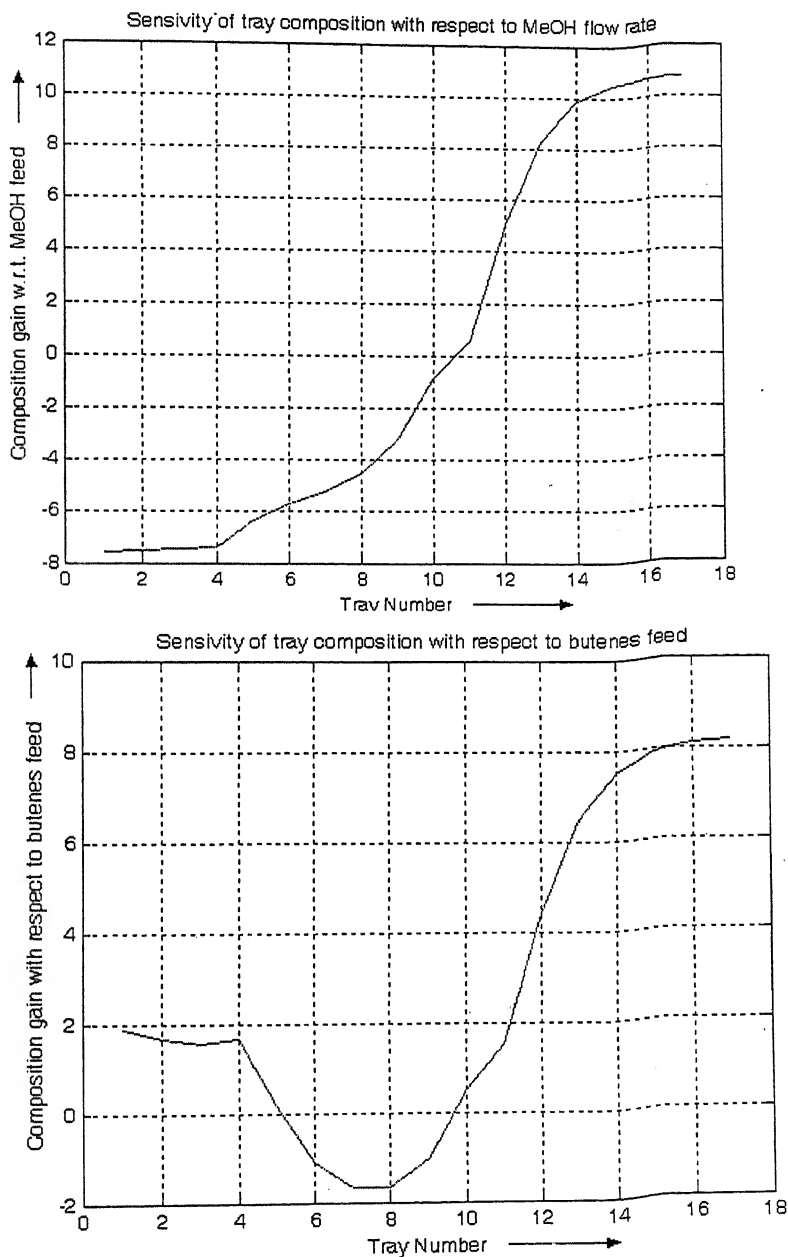 Sensivity of tray composition with respect to MeOH flow rate
Composition gain w.r.t. MeOH feed
12
10
8
6
4
2
0
-2
-4
-6
-8
0 2 4 6 8 10 12 14 16 18
Tray Number
Sensivity of tray composition with respect to butenes feed
Composition gain with respect to butenes feed
10
8
6
4
2
0
-2
0 2 4 6 8 10 12 14 16 18
Tray Number